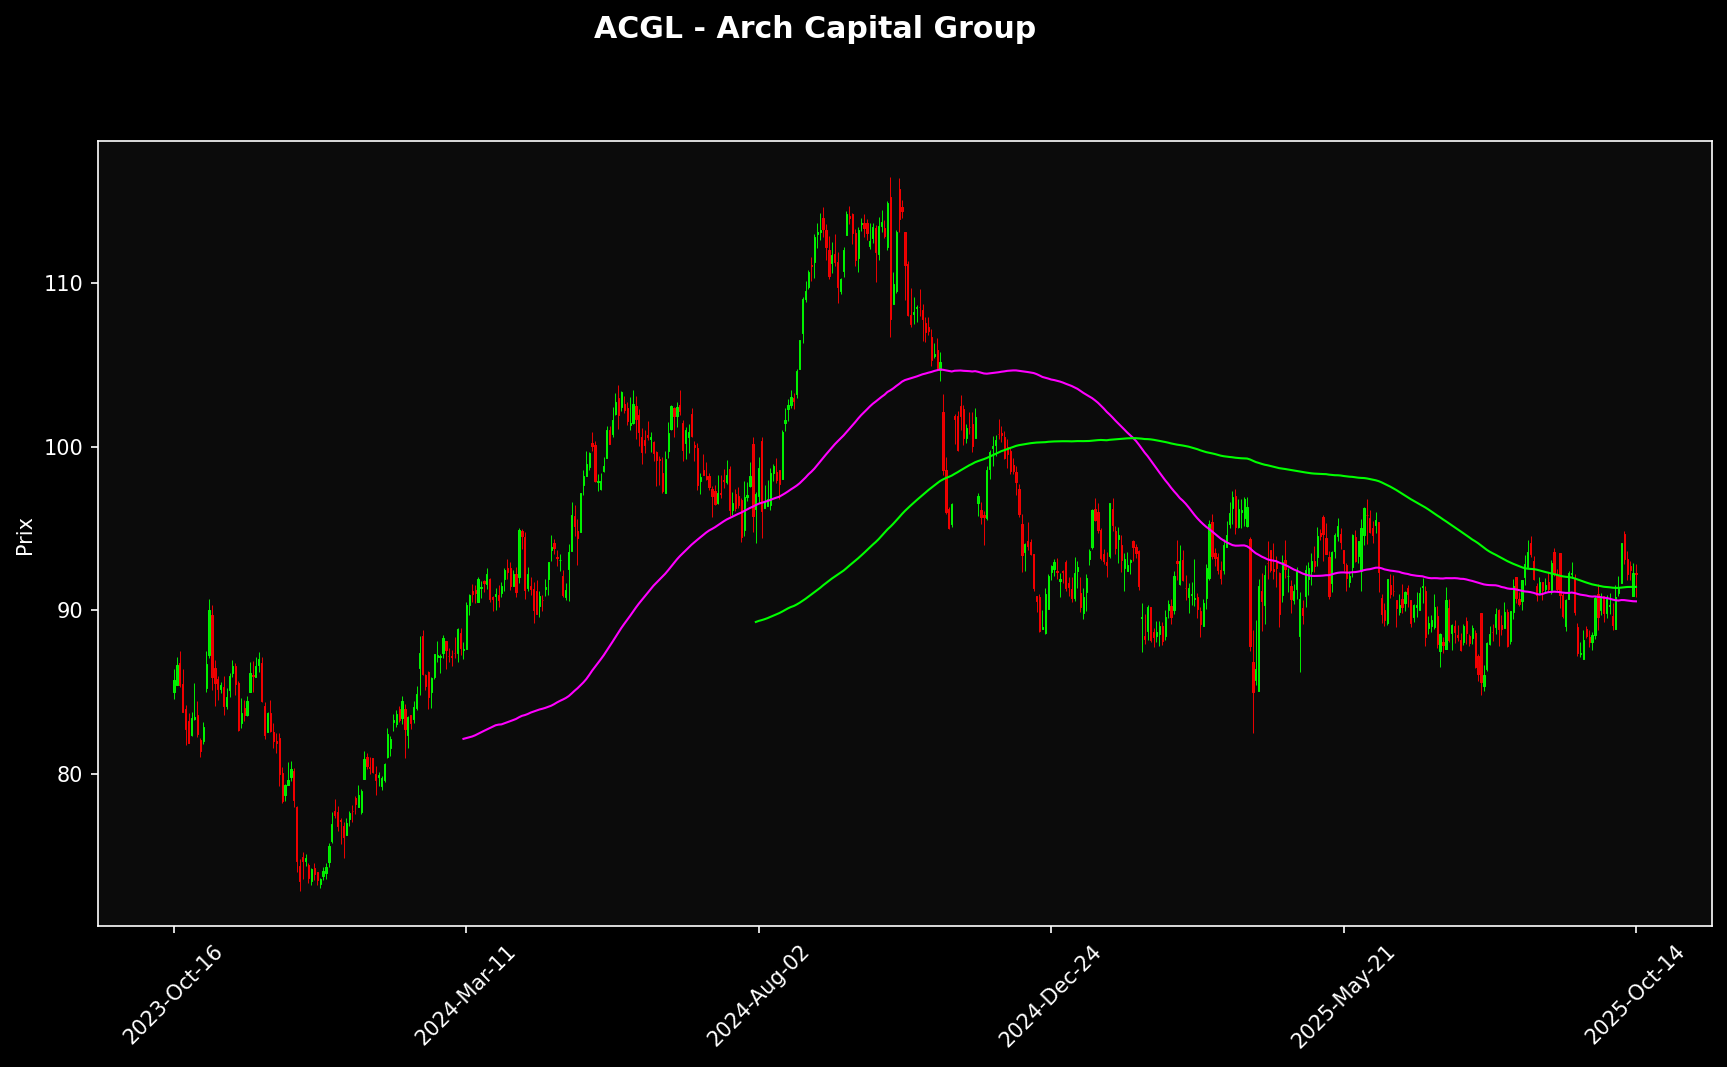 ACGL - Arch Capital Group
Prix
110
100
90
80
2023-Oct-16
2024-Mar-11
2024-Aug-02
2024-Dec-24
2025-May-21
2025-Oct-14